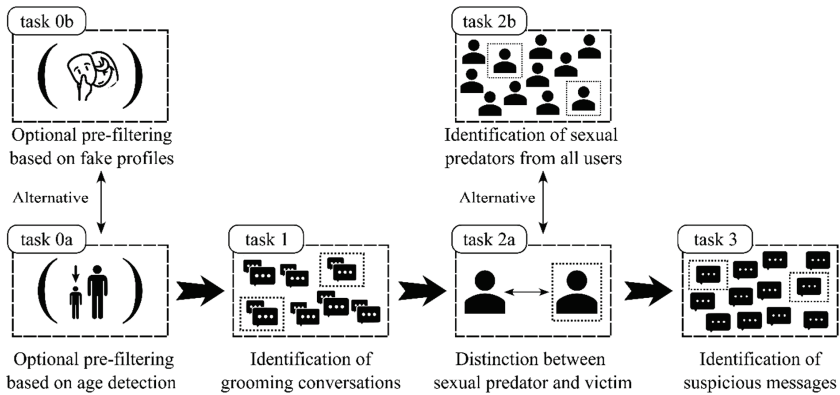 task 0b
Optional pre-filtering
based on fake profiles
Alternative
task 0a
Optional pre-filtering
based on age detection
task 1
Identification of
grooming conversations
task 2b
Identification of sexual
predators from all users
Alternative
task 2a
Distinction between
sexual predator and victim
task 3
Identification of
suspicious messages